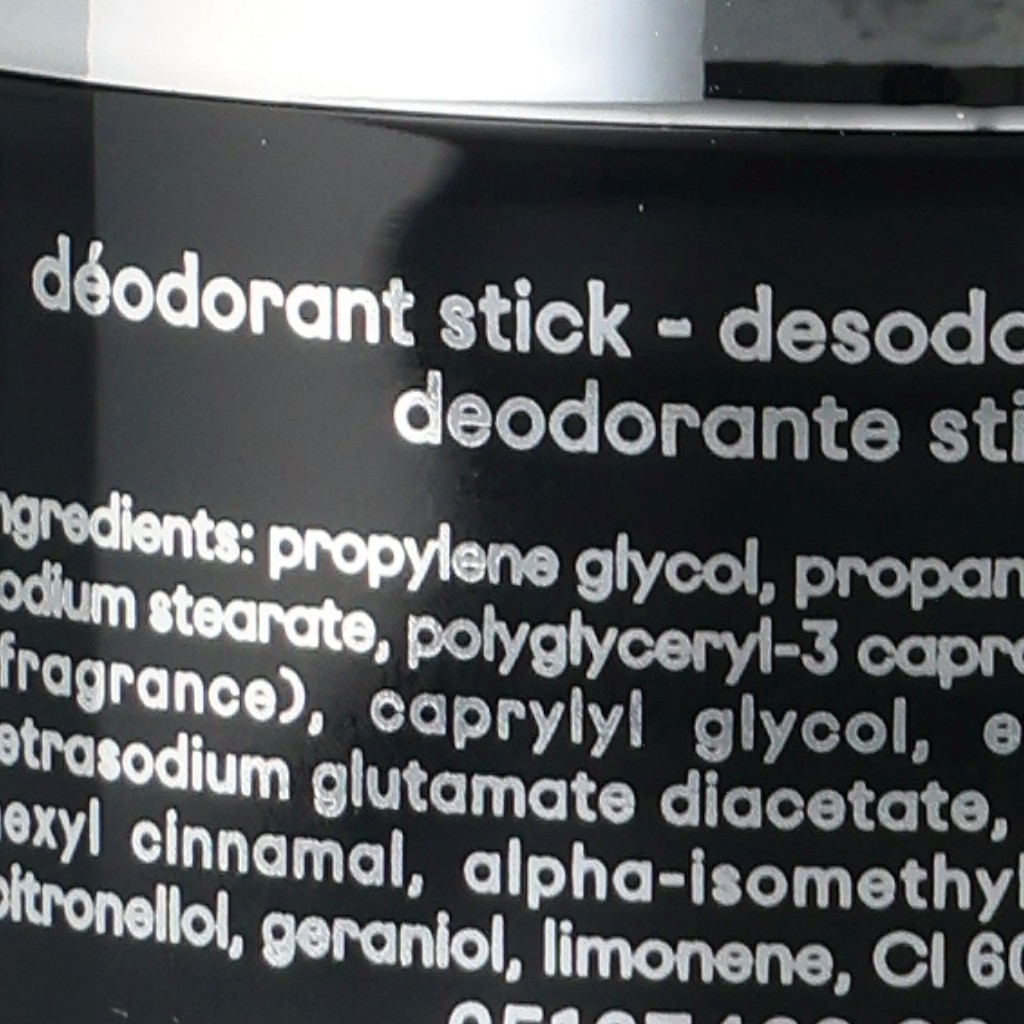 déodorant stick - desodo
deodorante sti
ngredients: propylene glycol, propan
odium stearate, polyglyceryl-3 capr
fragrance), caprylyl glycol, e
etrasodium glutamate diacetate,
exyl cinnamal, alpha-isomethyl
citronellol, geraniol, limonene, CI 60